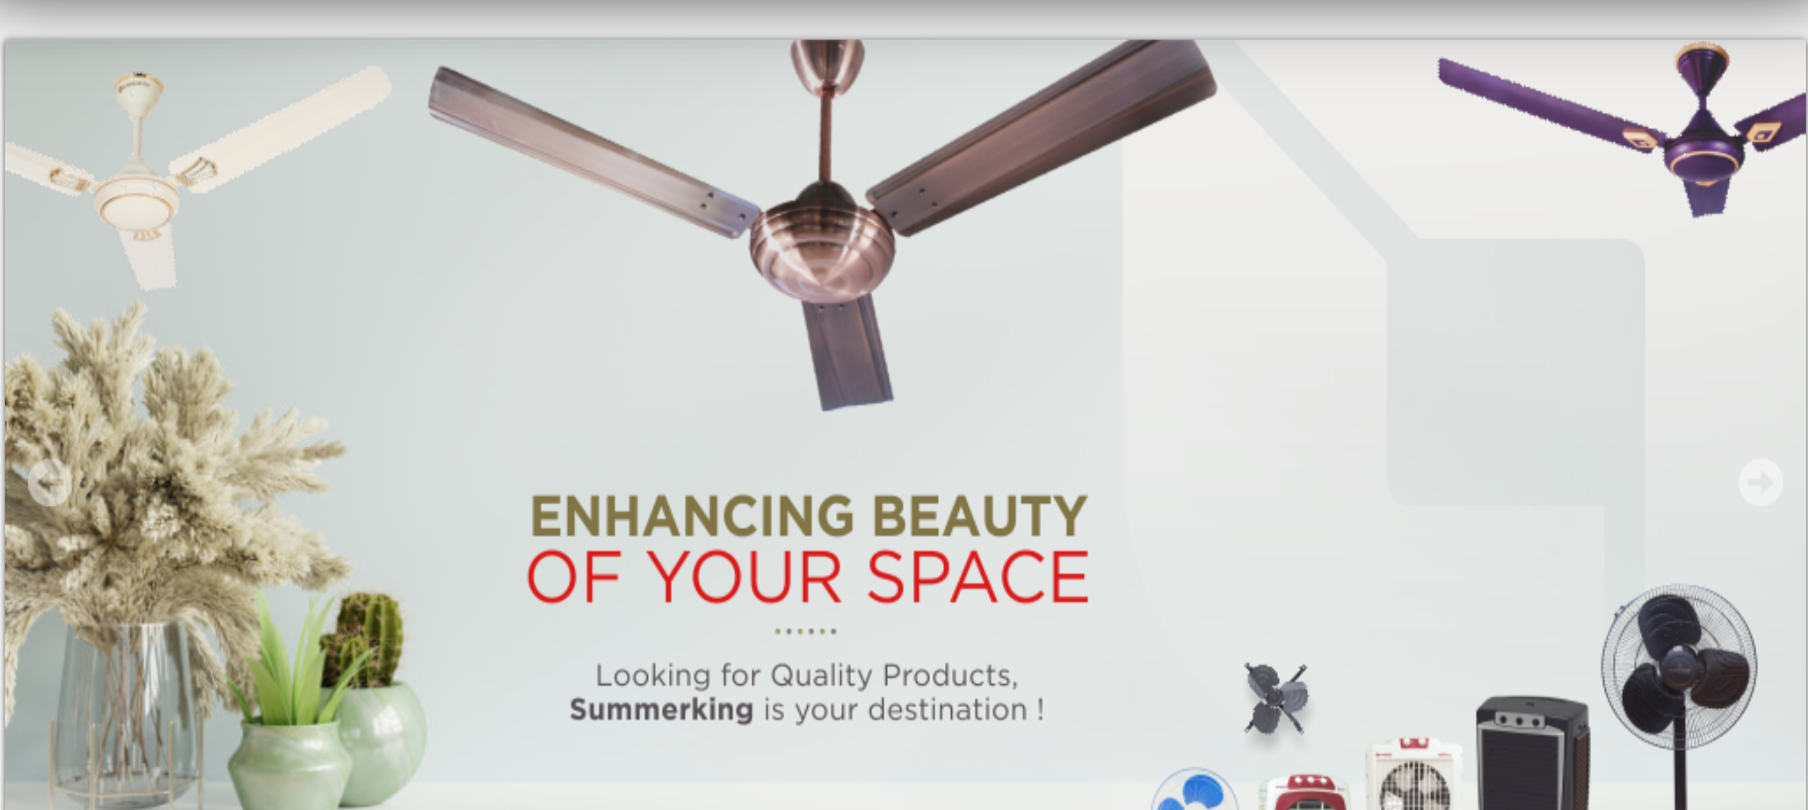 ENHANCING BEAUTY
OF YOUR SPACE
Looking for Quality Products,
Summerking is your destination !